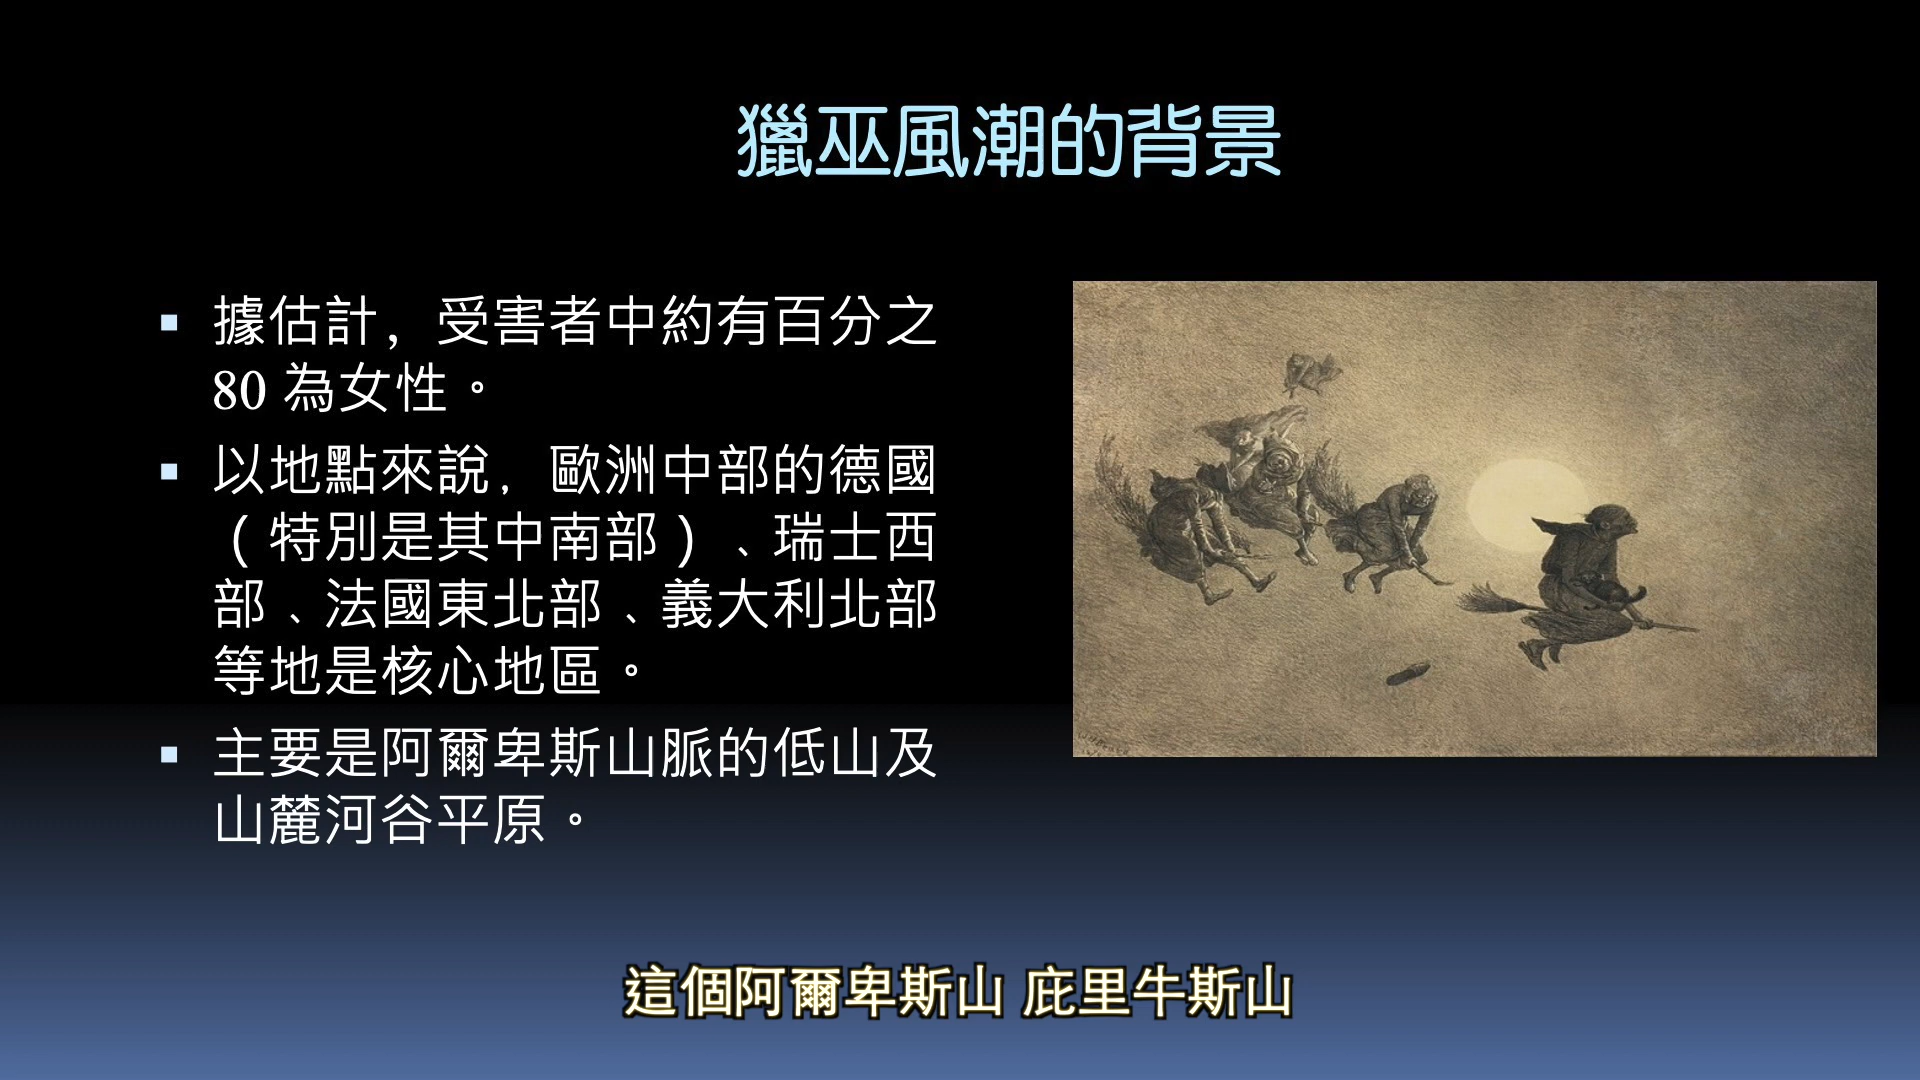 獵巫風潮的背景
據估計，受害者中約有百分之
80 為女性。
以地點來說，歐洲中部的德國
（特別是其中南部）、瑞士西
部、法國東北部、義大利北部
等地是核心地區。
主要是阿爾卑斯山脈的低山及
山麓河谷平原。
這個阿爾卑斯山 庇里牛斯山